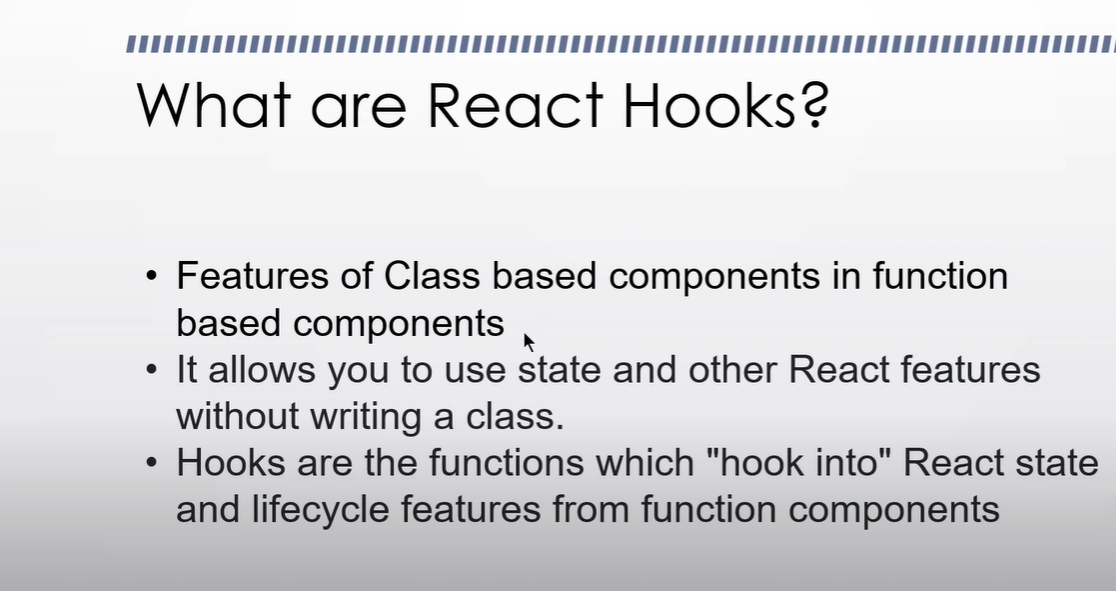 What are React Hooks?
• Features of Class based components in function
based components
• It allows you to use state and other React features
without writing a class.
• Hooks are the functions which "hook into" React state
and lifecycle features from function components